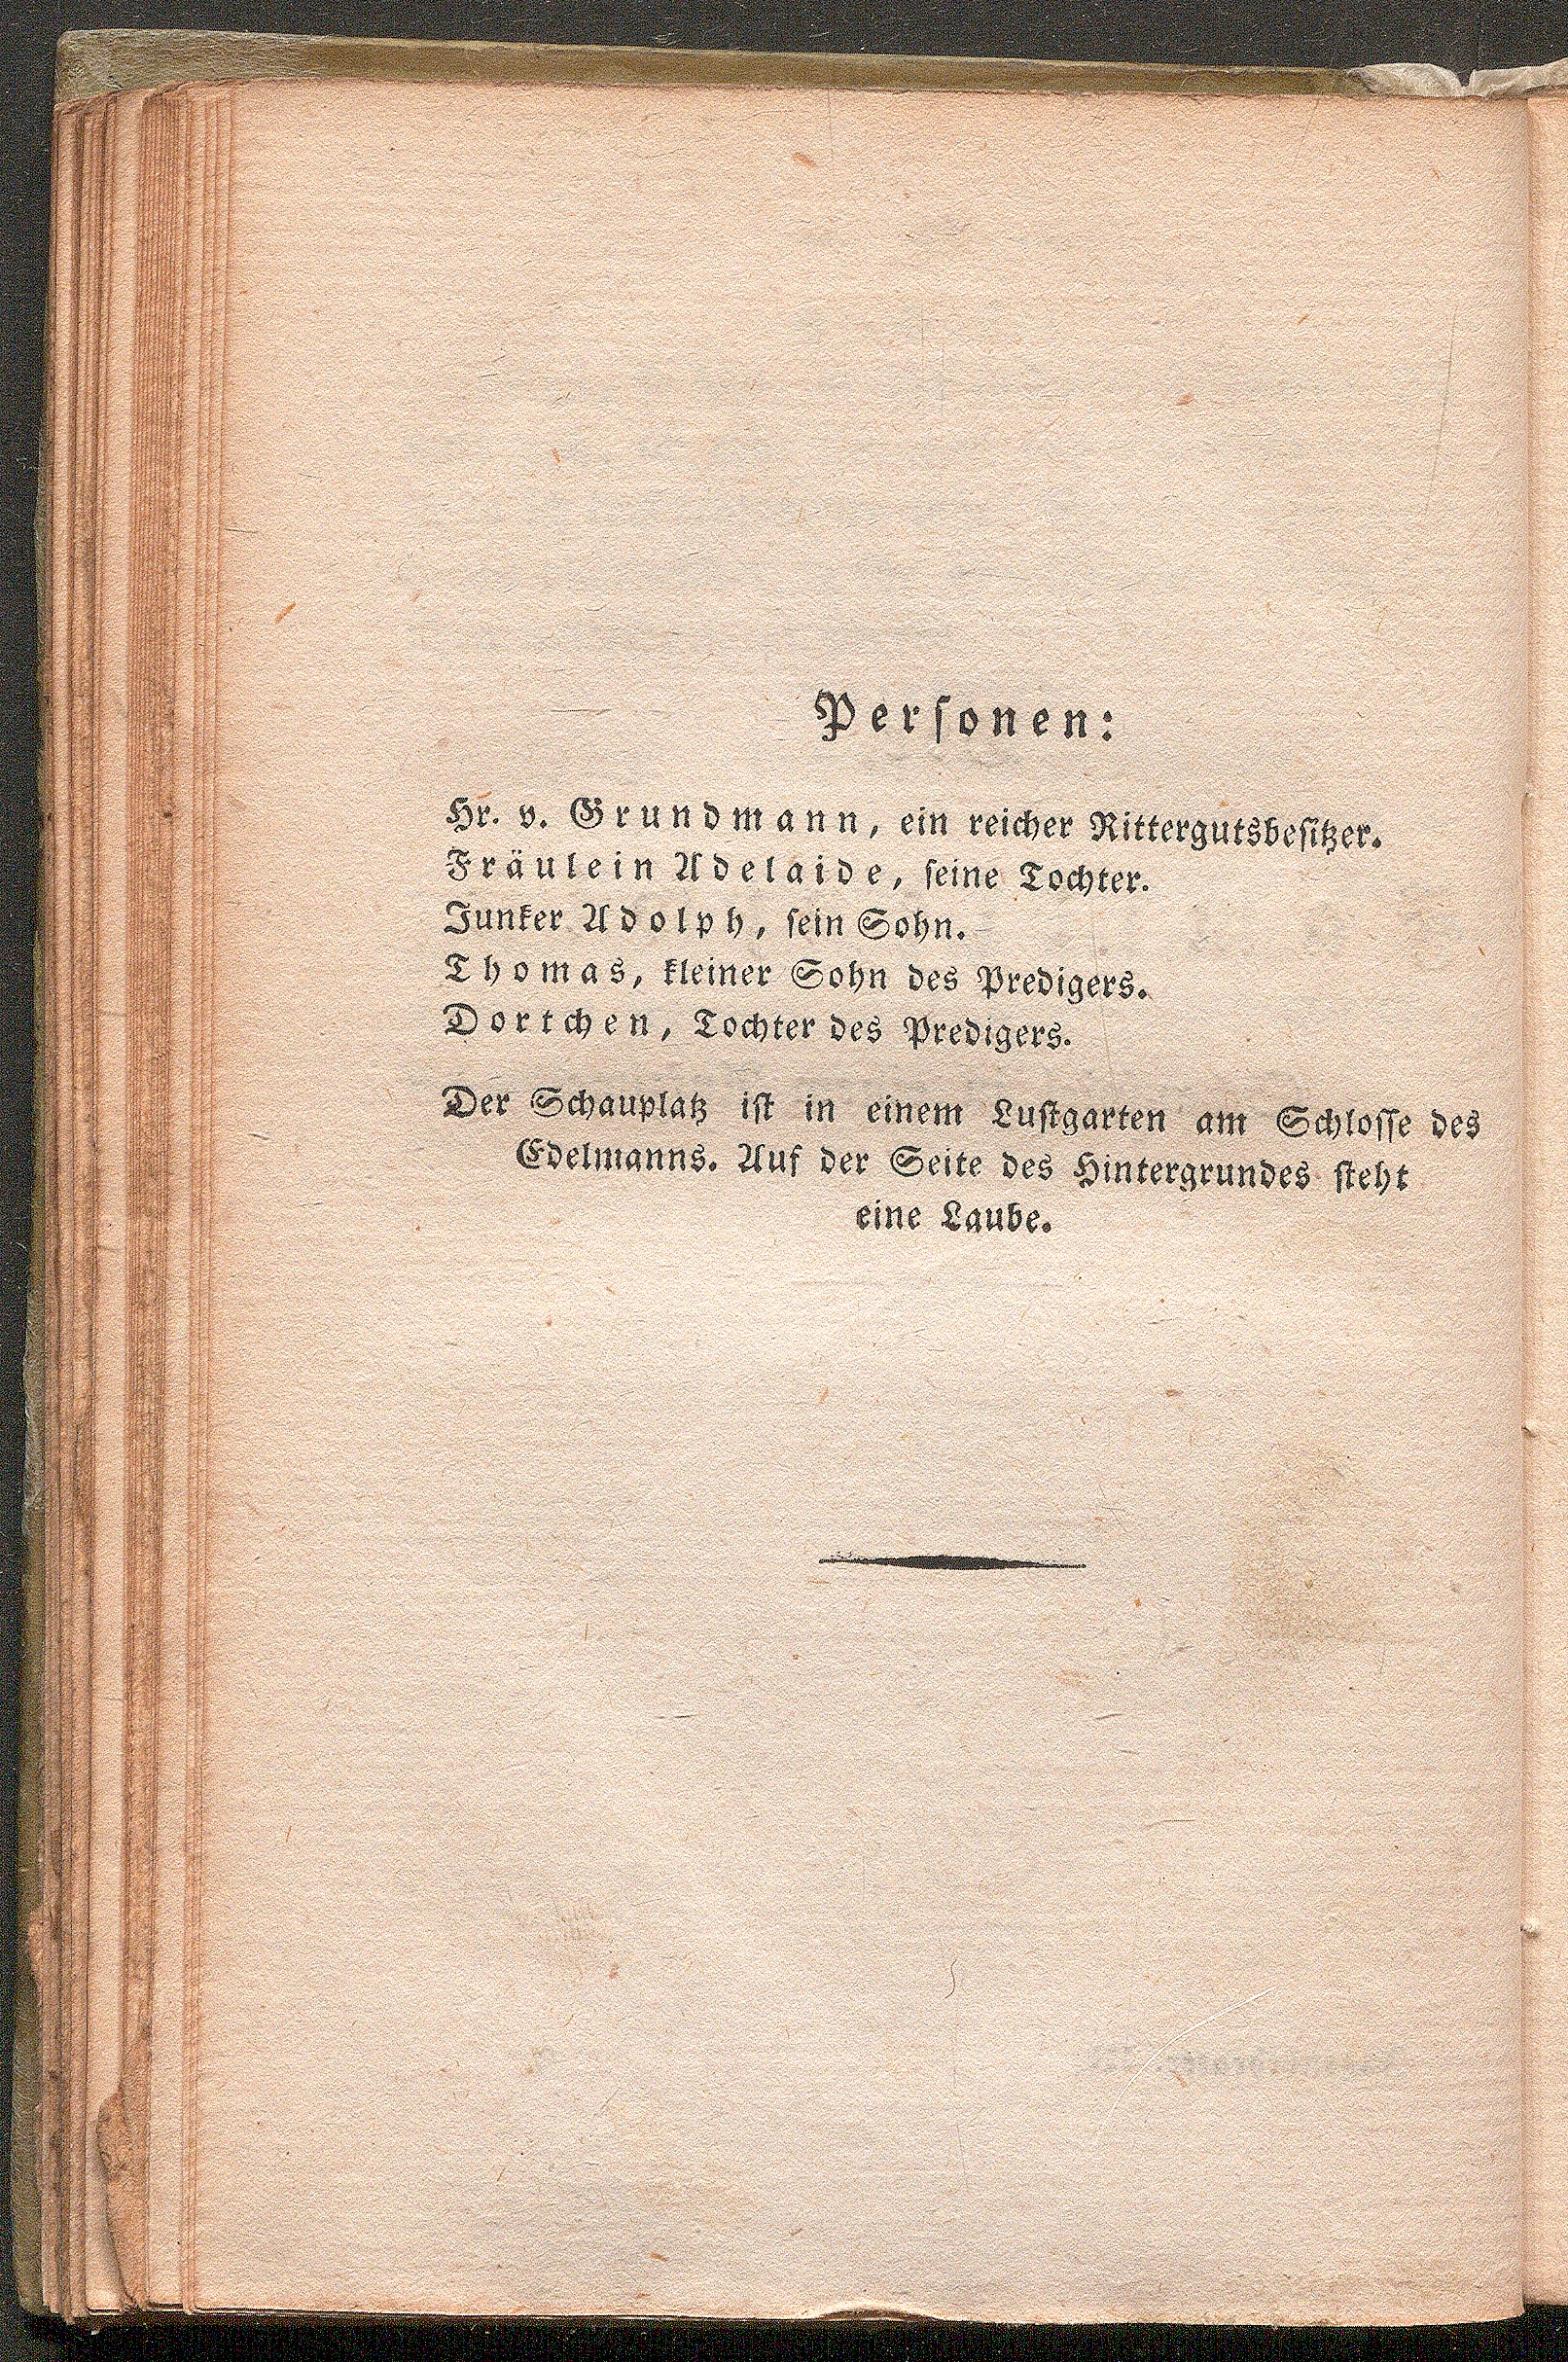 Personen:
Hr. v. Grundmann, ein reicher Rittergutsbesitzer.
Fräulein Adelaide, seine Tochter.
Junker Adolph, sein Sohn.
Thomas, kleiner Sohn des Predigers.
Dortchen, Tochter des Predigers.
Der Schauplatz ist in einem Lustgarten am Schlosse des
Edelmanns. Auf der Seite des Hintergrundes steht
eine Laube.